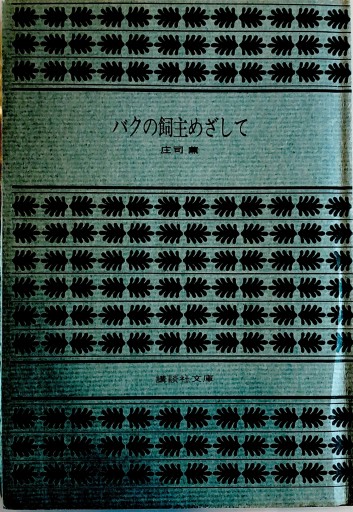 バクの飼主めざして
庄司薫
講談社文庫